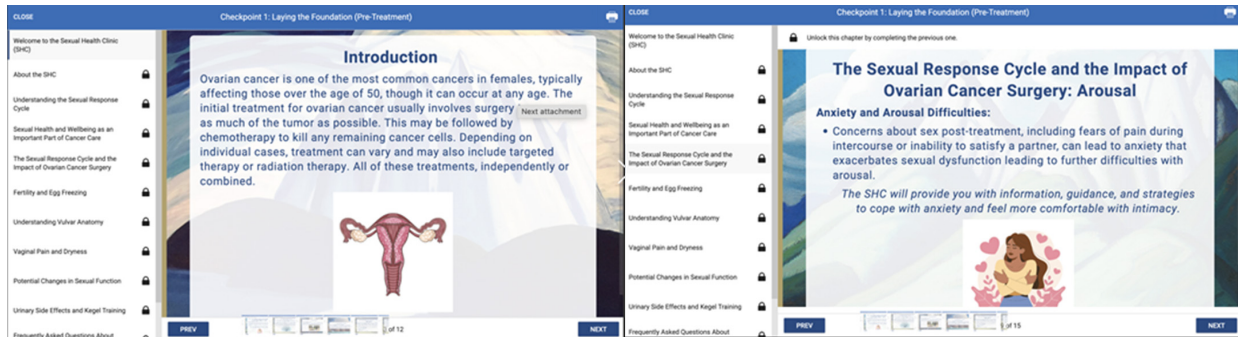 CLOSE
Checkpoint 1: Laying the Foundation (Pre-Treatment)
Welcome to the Sexual Health Clinic
(SHC)
About the SHC
Understanding the Sexual Response
Cycle
Sexual Health and Wellbeing as an
Important Part of Cancer Care
The Sexual Response Cycle and the
Impact of Ovarian Cancer Surgery
Fertility and Egg Freezing
Understanding Vulvar Anatomy
Vaginal Pain and Dryness
Potential Changes in Sexual Function
Urinary Side Effects and Kegel Training
Frequently Asked Questions About
Introduction
Ovarian cancer is one of the most common cancers in females, typically
affecting those over the age of 50, though it can occur at any age. The
initial treatment for ovarian cancer usually involves surgery
Next attachment
as much of the tumor as possible. This may be followed by
chemotherapy to kill any remaining cancer cells. Depending on
individual cases, treatment can vary and may also include targeted
therapy or radiation therapy. All of these treatments, independently or
combined.
PREV
of 12
NEXT
CLOSE
Checkpoint 1: Laying the Foundation (Pre-Treatment)
Welcome to the Sexual Health Clinic
(SHC)
About the SHC
Understanding the Sexual Response
Cycle
Sexual Health and Wellbeing as an
Important Part of Cancer Care
The Sexual Response Cycle and the
Impact of Ovarian Cancer Surgery
Fertility and Egg Freezing
Understanding Vulvar Anatomy
Vaginal Pain and Dryness
Potential Changes in Sexual Function
Urinary Side Effects and Kegel Training
Frequently Asked Questions About
Unlock this chapter by completing the previous one.
The Sexual Response Cycle and the Impact of
Ovarian Cancer Surgery: Arousal
Anxiety and Arousal Difficulties:
• Concerns about sex post-treatment, including fears of pain during
intercourse or inability to satisfy a partner, can lead to anxiety that
exacerbates sexual dysfunction leading to further difficulties with
arousal.
The SHC will provide you with information, guidance, and strategies
to cope with anxiety and feel more comfortable with intimacy.
PREV
of 15
NEXT